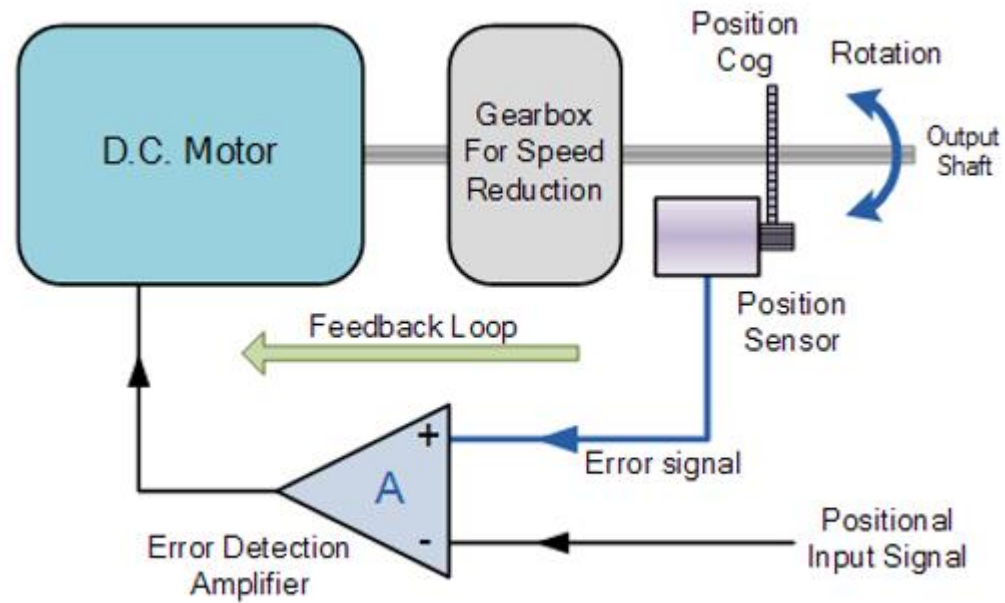 D.C. Motor
Gearbox
For Speed
Reduction
Position
Cog
Rotation
Output
Shaft
Position
Sensor
Feedback Loop
+
A
-
Error signal
Error Detection
Amplifier
Positional
Input Signal